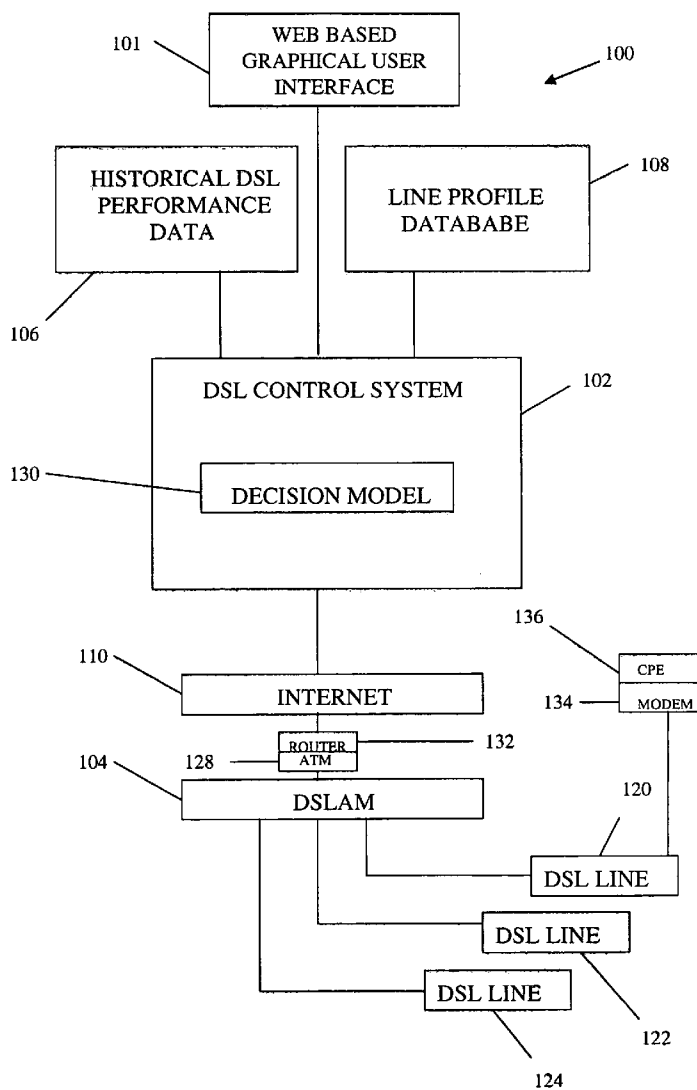 101
WEB BASED
GRAPHICAL USER
INTERFACE
100
HISTORICAL DSL
PERFORMANCE
DATA
LINE PROFILE
DATABABE
108
106
DSL CONTROL SYSTEM
102
130
DECISION MODEL
136
CPE
110
INTERNET
134
MODEM
ROUTER
132
128
ATM
104
DSLAM
120
DSL LINE
DSL LINE
DSL LINE
122
124